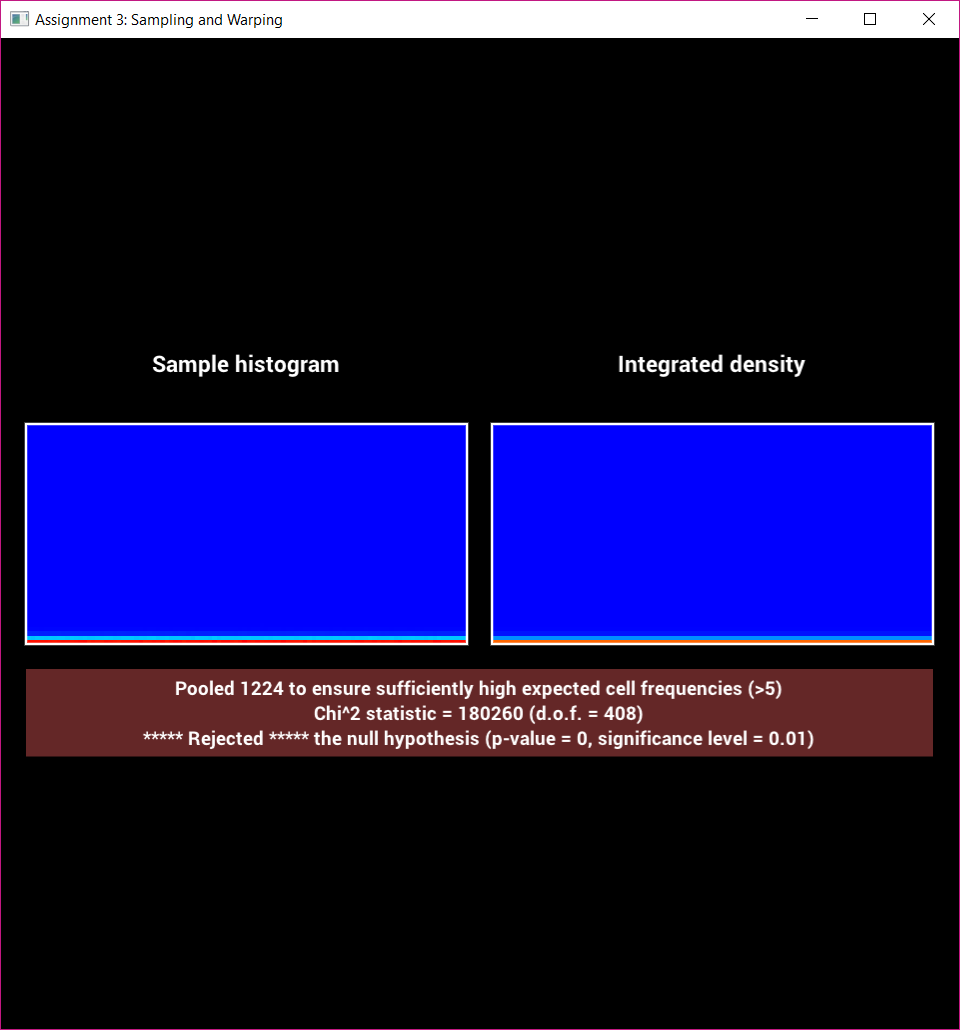 Assignment 3: Sampling and Warping
Sample histogram
Integrated density
Pooled 1224 to ensure sufficiently high expected cell frequencies (>5)
Chi^2 statistic = 180260 (d.o.f. = 408)
***** Rejected ***** the null hypothesis (p-value = 0, significance level = 0.01)